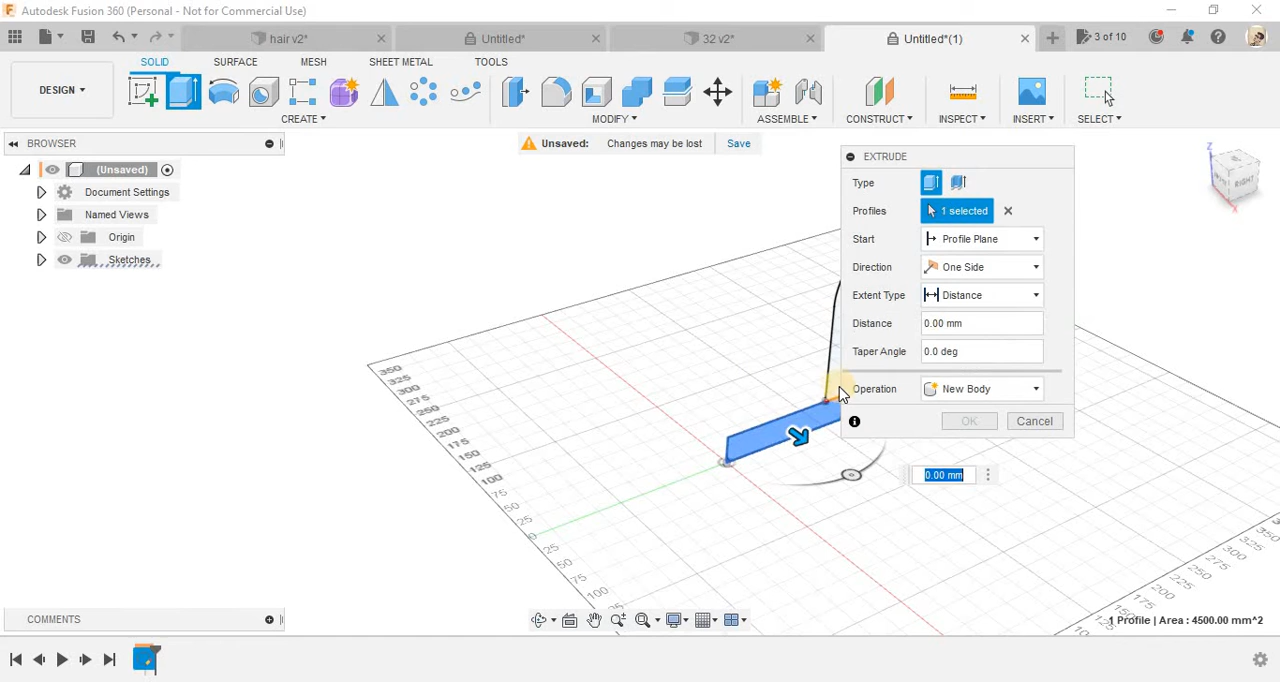 Autodesk Fusion 360 (Personal - Not for Commercial Use)
hair v2*
Untitled*
32 v2*
Untitled*(1)
3 of 10
SOLID
SURFACE
MESH
SHEET METAL
TOOLS
DESIGN
CREATE
MODIFY
ASSEMBLE
CONSTRUCT
INSPECT
INSERT
SELECT
BROWSER
Unsaved: Changes may be lost Save
(Unsaved)
Document Settings
Named Views
Origin
Sketches
EXTRUDE
Type
Profiles 1 selected
Start Profile Plane
Direction One Side
Extent Type Distance
Distance 0.00 mm
Taper Angle 0.0 deg
Operation New Body
OK Cancel
0.00 mm
Z
RIGHT
350
325
300
275
250
225
200
175
150
125
100
75
50
25
25
50
75
100
350
325
300
250
225
200
175
150
125
COMMENTS
1 Profile | Area : 4500.00 mm^2